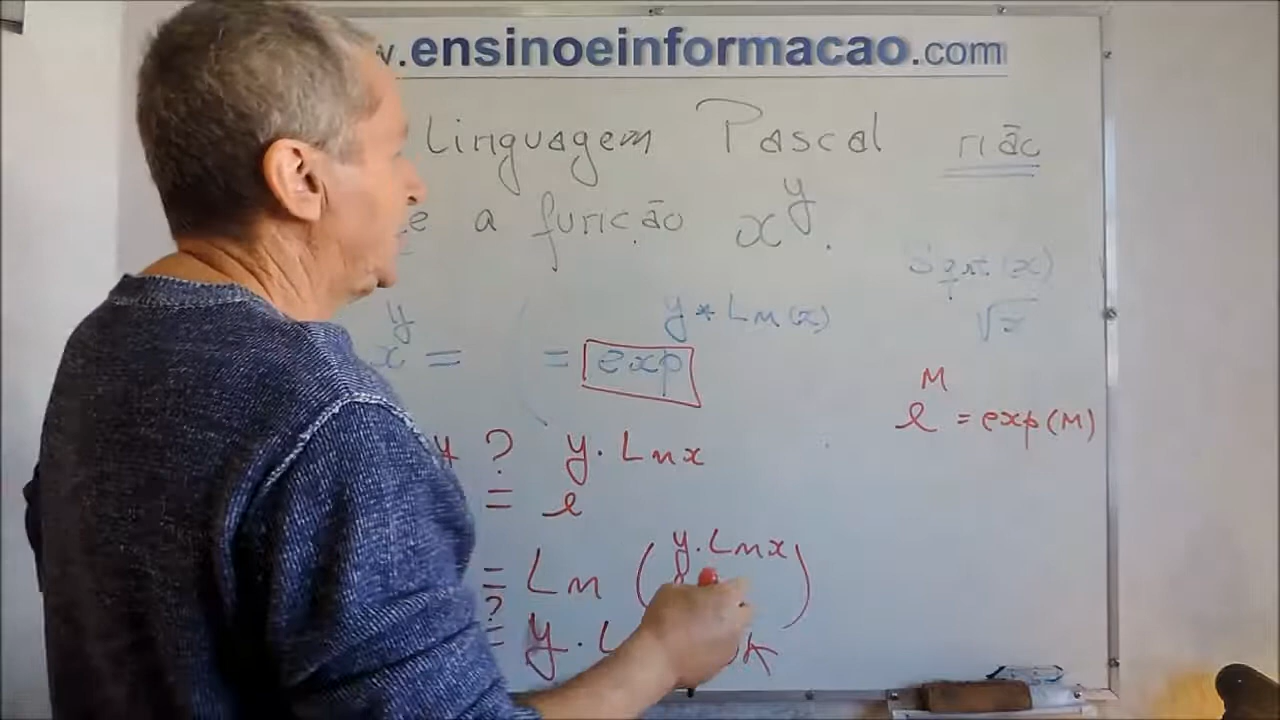 w.ensinoeinformacao.com
Linguagem Pascal não
e a função x^y.
Sqrt(x)
√x
x^y = ( = exp y*Ln(x)
e^M = exp(M)
y ? y.Lnx
= e
= Ln (y.Lnx)
?
= y.L